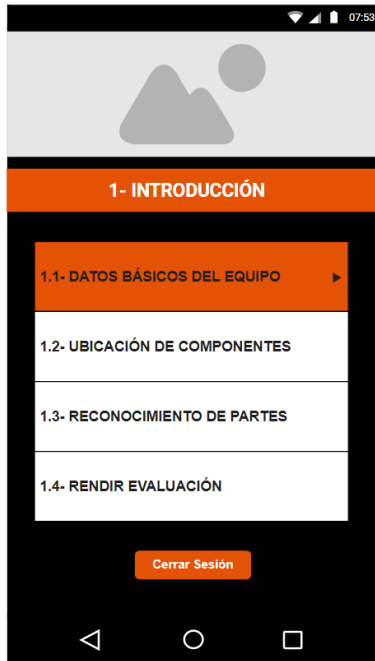 07:53
1- INTRODUCCIÓN
1.1- DATOS BÁSICOS DEL EQUIPO
1.2- UBICACIÓN DE COMPONENTES
1.3- RECONOCIMIENTO DE PARTES
1.4- RENDIR EVALUACIÓN
Cerrar Sesión